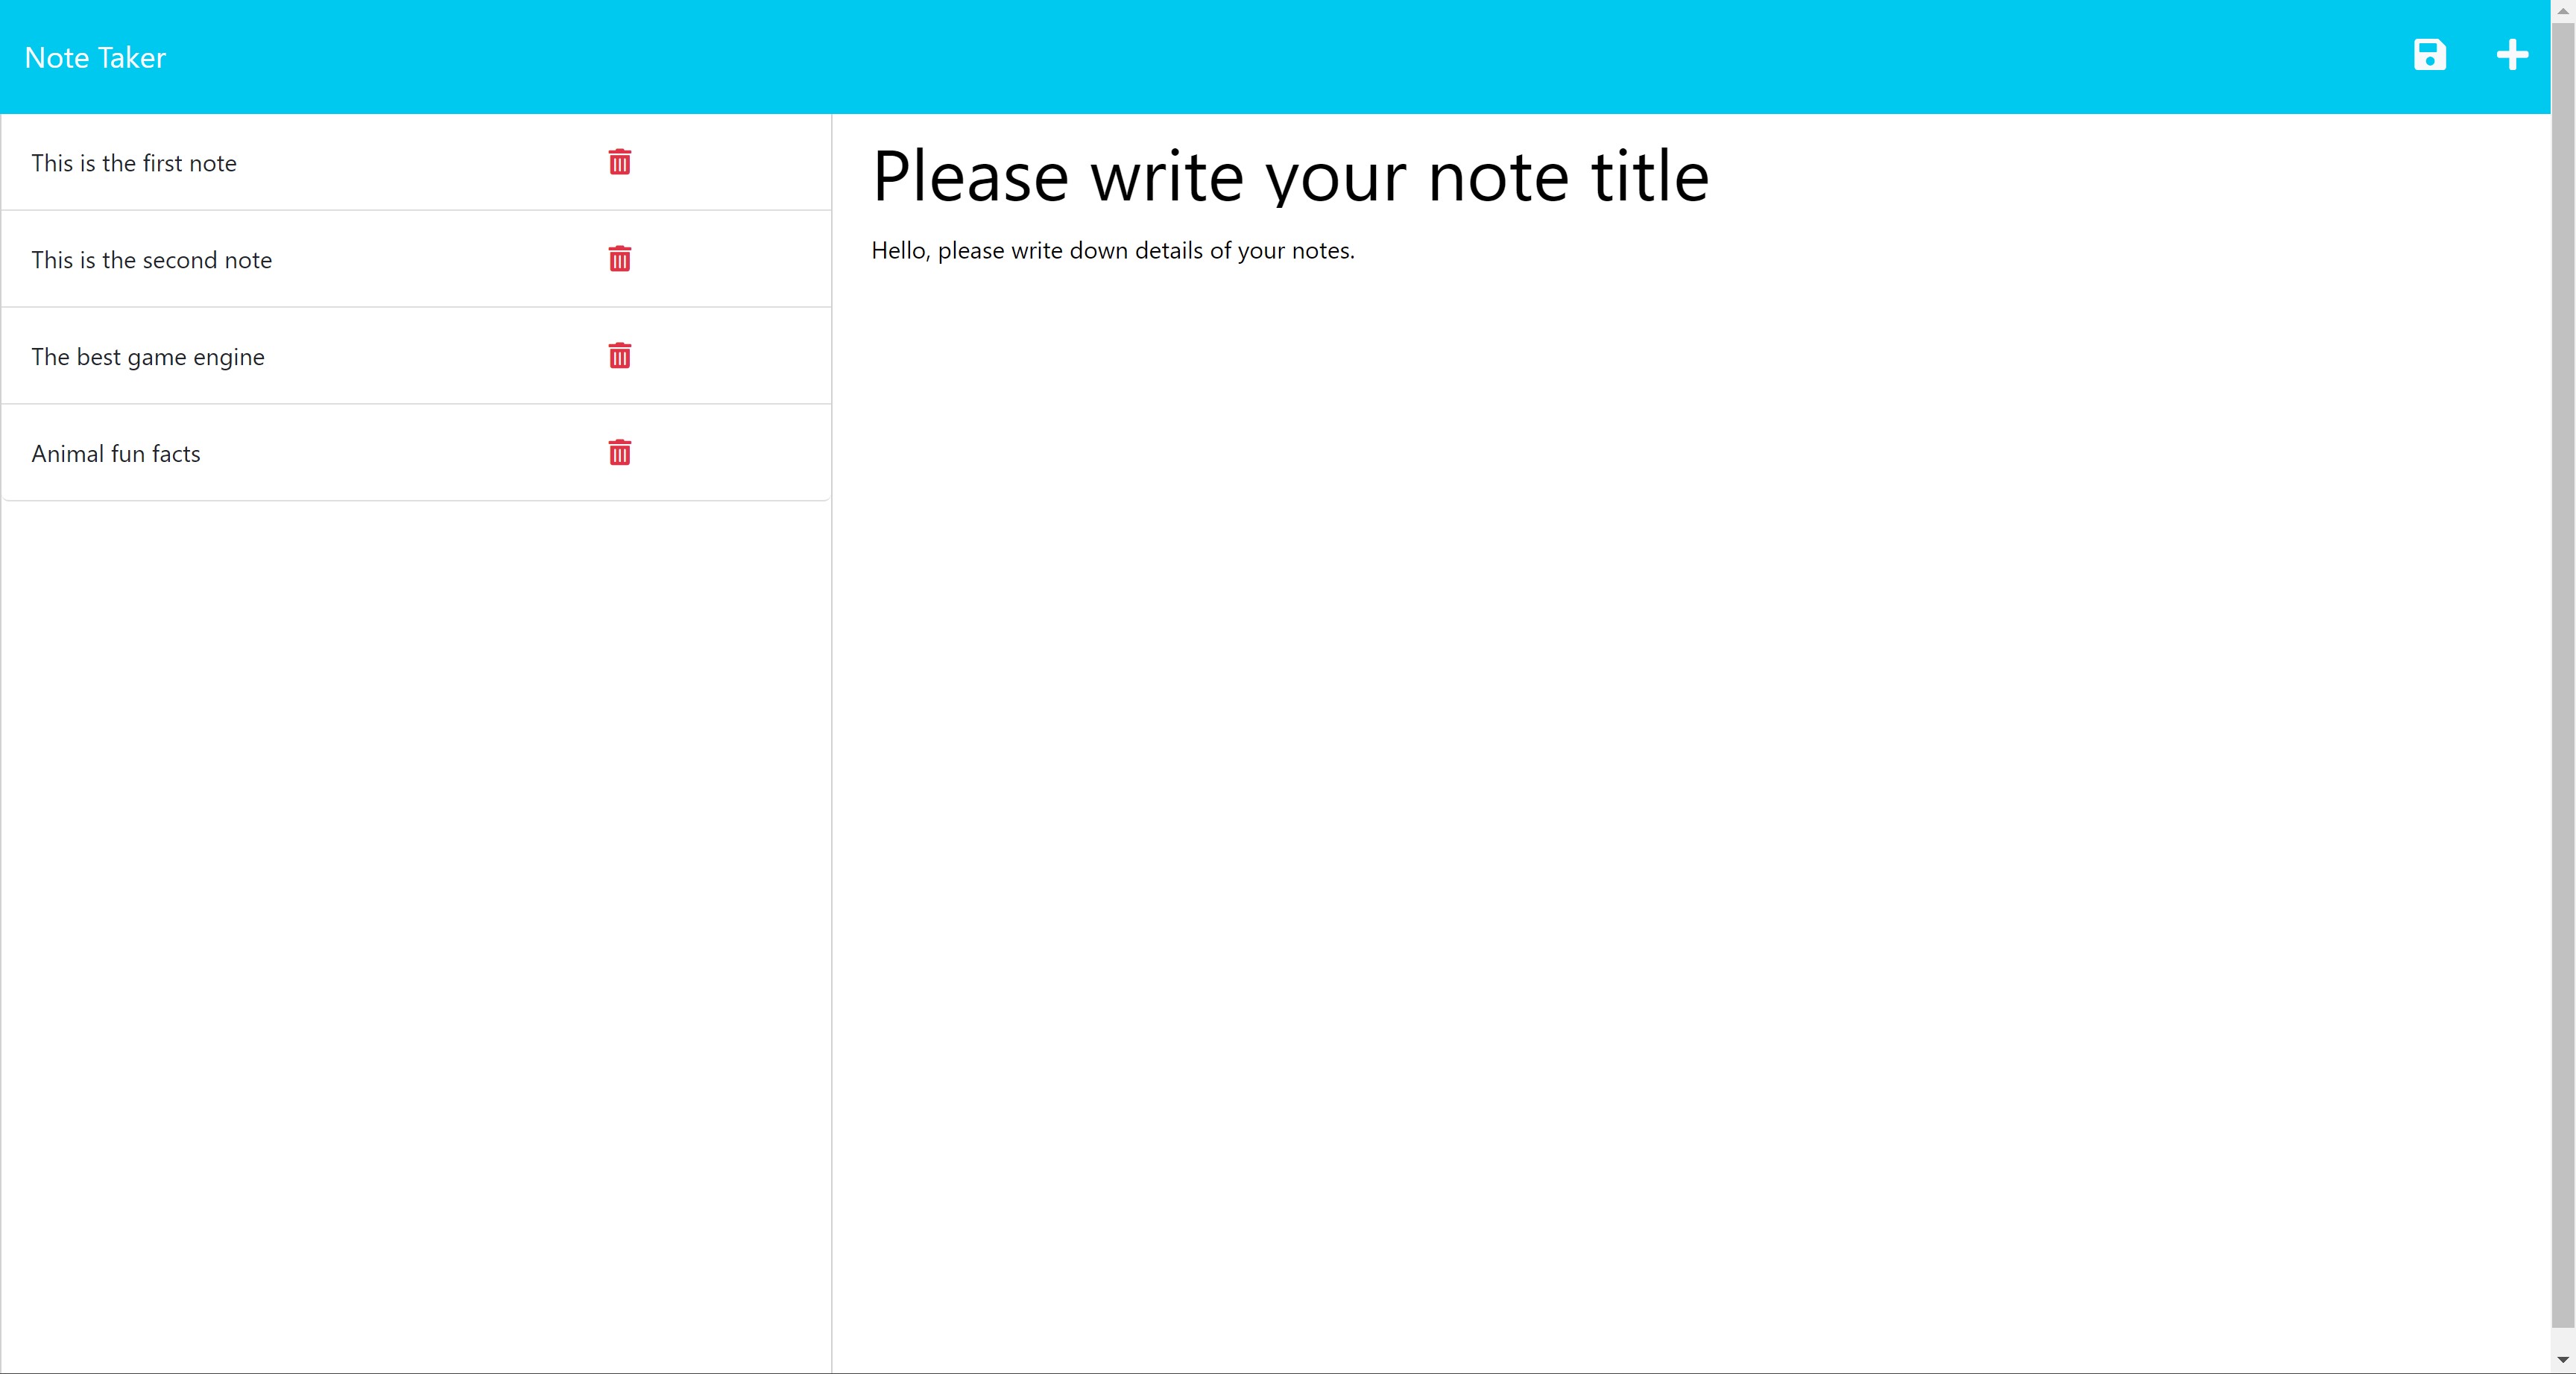 Note Taker
This is the first note
This is the second note
The best game engine
Animal fun facts
Please write your note title
Hello, please write down details of your notes.